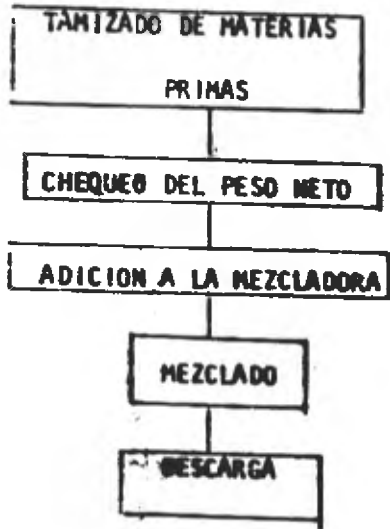 TAMIZADO DE MATERIAS
PRIMAS
CHEQUEO DEL PESO NETO
ADICION A LA MEZCLADORA
MEZCLADO
DESCARGA